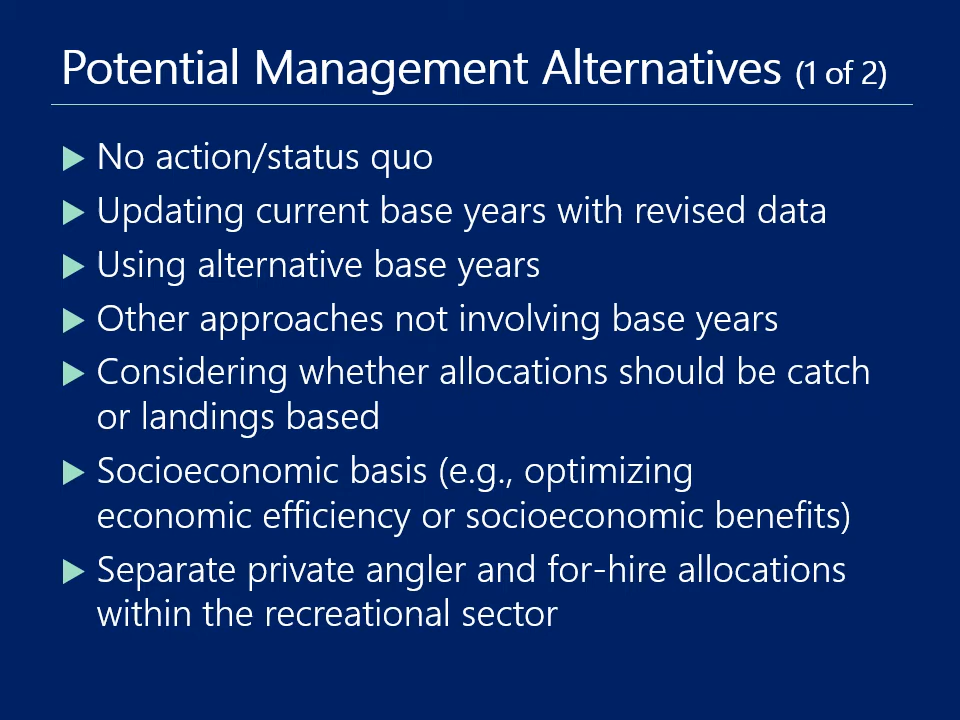 Potential Management Alternatives (1 of 2)
No action/status quo
Updating current base years with revised data
Using alternative base years
Other approaches not involving base years
Considering whether allocations should be catch
or landings based
Socioeconomic basis (e.g., optimizing
economic efficiency or socioeconomic benefits)
Separate private angler and for-hire allocations
within the recreational sector